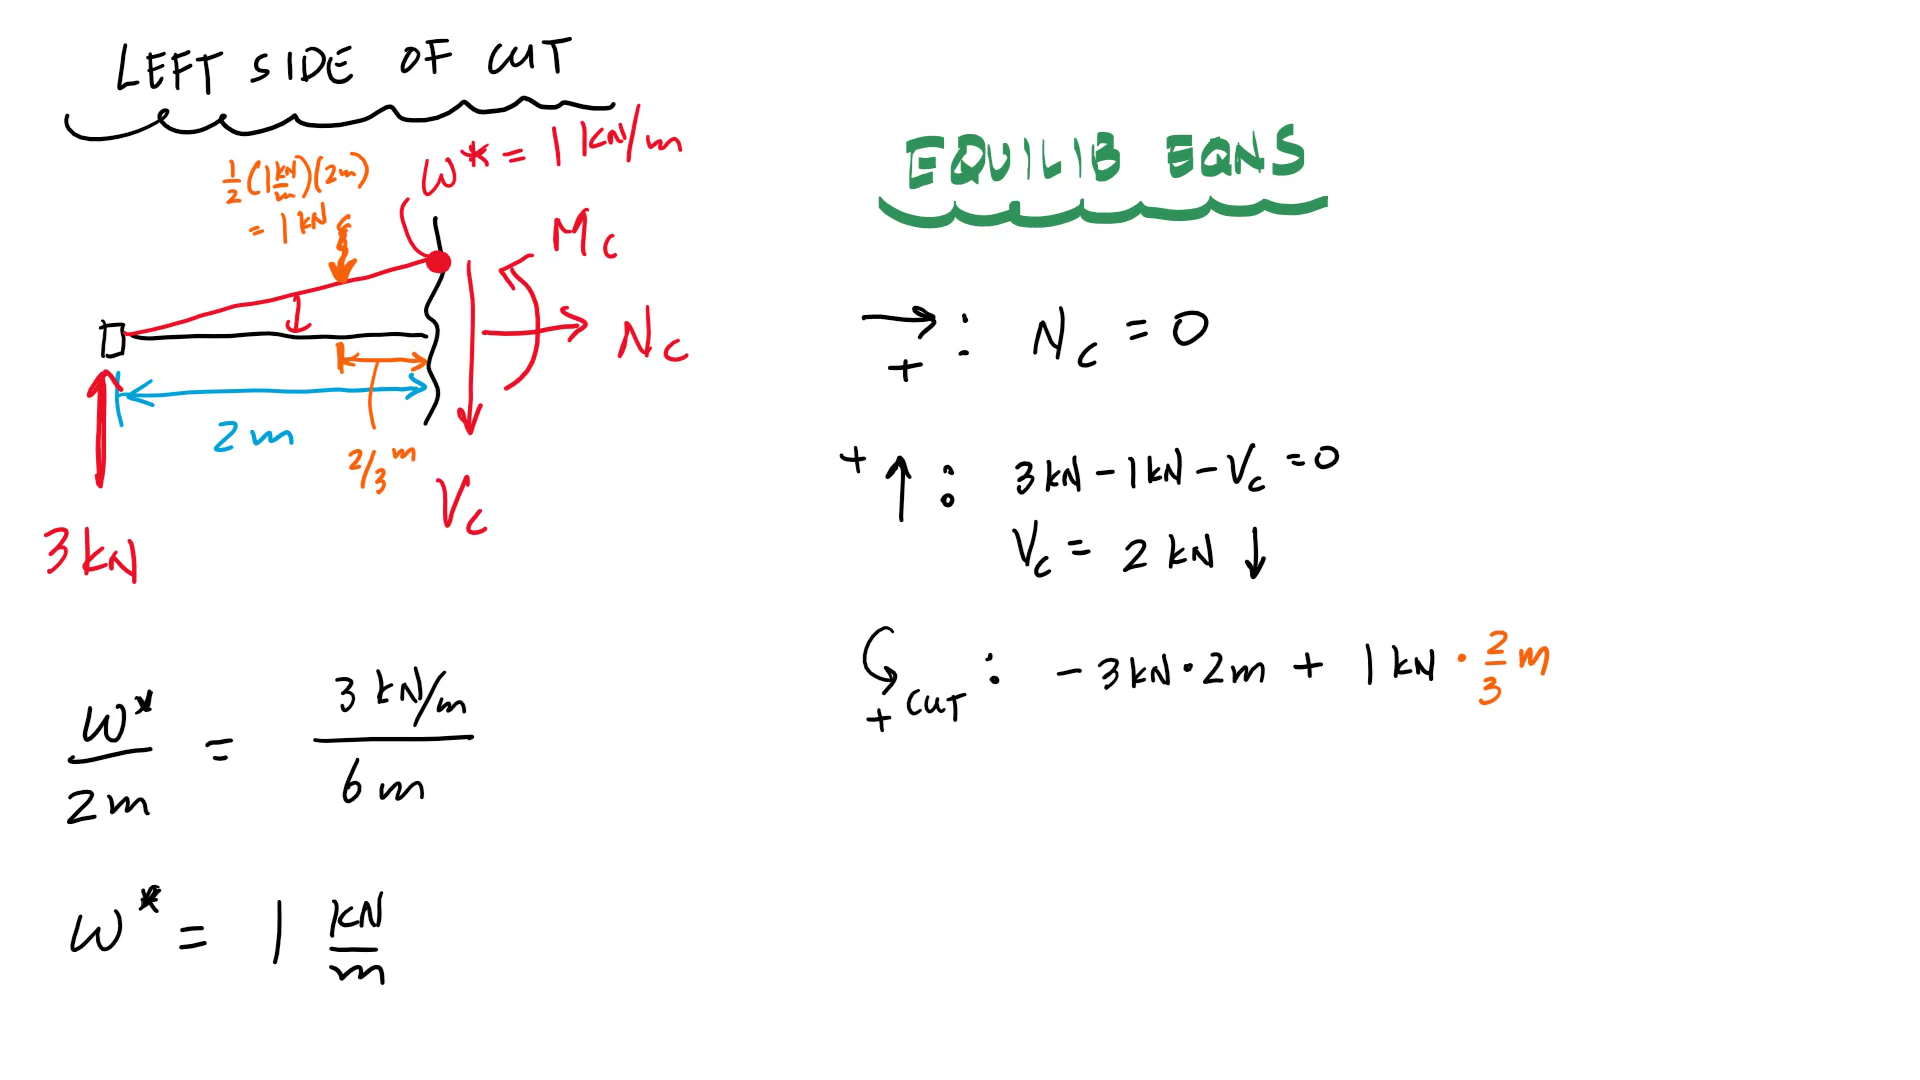 LEFT SIDE OF CUT
w* = 1 kN/m
1/2 (1 kN/m)(2m)
= 1 kN
Mc
Nc
2 m
2/3 m
Vc
3 kN
w*/2m = 3 kN/m / 6 m
w* = 1 kN/m
EQUILIB EQNS
→ + : Nc = 0
+ ↑ : 3 kN - 1 kN - Vc = 0
Vc = 2 kN ↓
+ CUT : - 3 kN · 2 m + 1 kN · 2/3 m